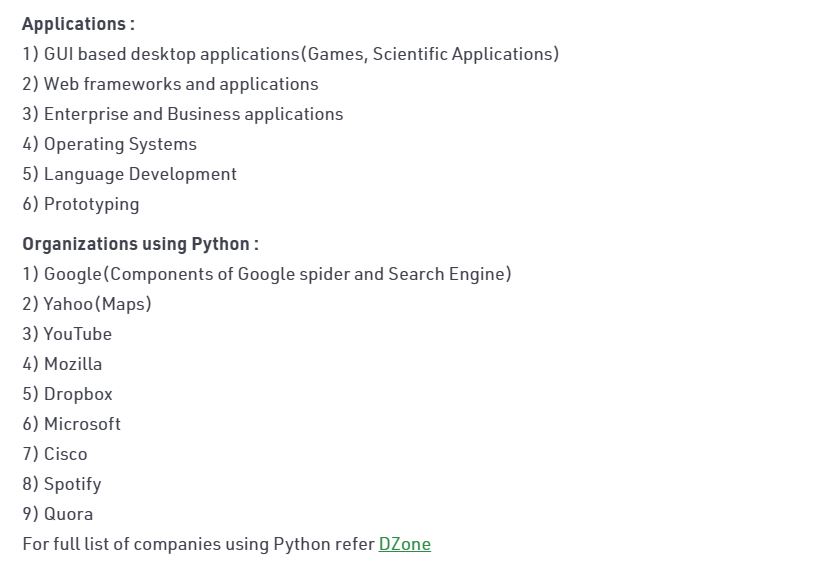 Applications :
1) GUI based desktop applications(Games, Scientific Applications)
2) Web frameworks and applications
3) Enterprise and Business applications
4) Operating Systems
5) Language Development
6) Prototyping
Organizations using Python :
1) Google(Components of Google spider and Search Engine)
2) Yahoo(Maps)
3) YouTube
4) Mozilla
5) Dropbox
6) Microsoft
7) Cisco
8) Spotify
9) Quora
For full list of companies using Python refer DZone